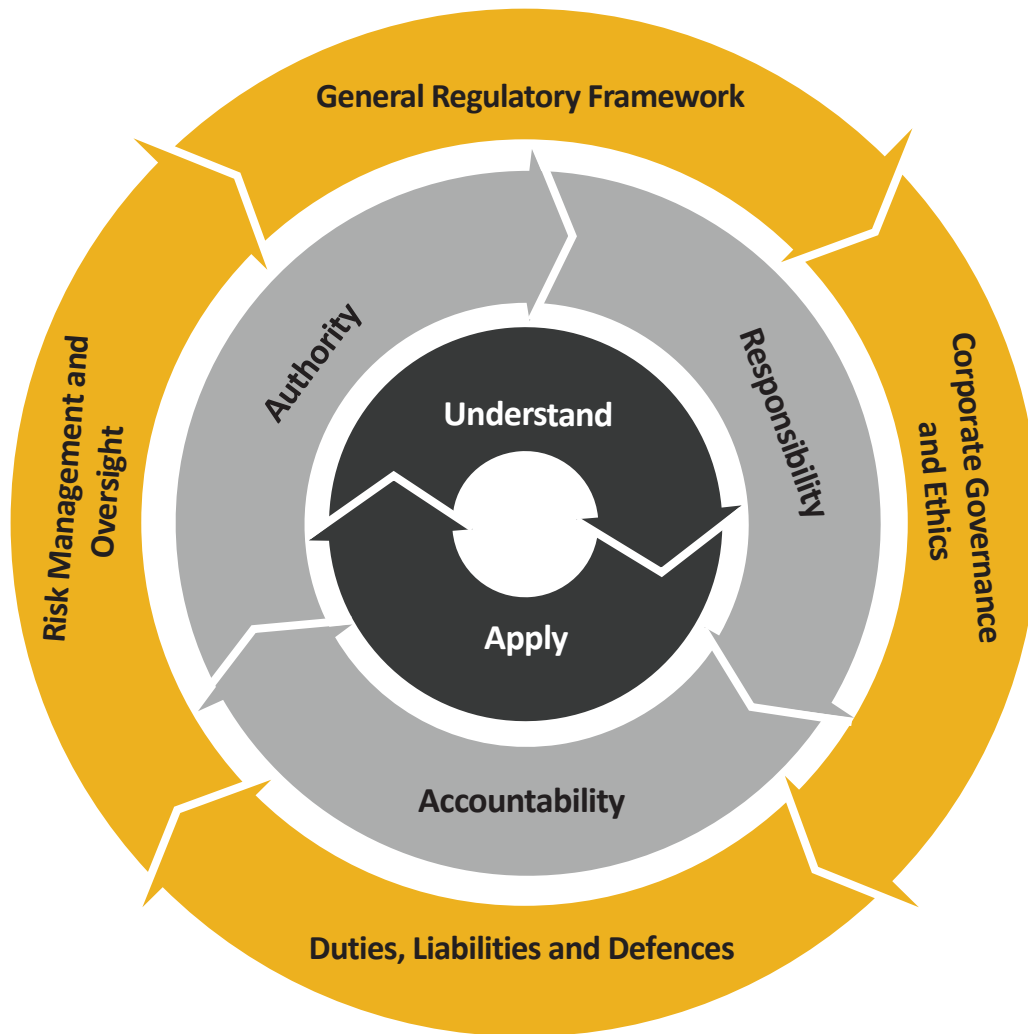 General Regulatory Framework
Corporate Governance
and Ethics
Duties, Liabilities and Defences
Risk Management and
Oversight
Authority
Responsibility
Accountability
Understand
Apply